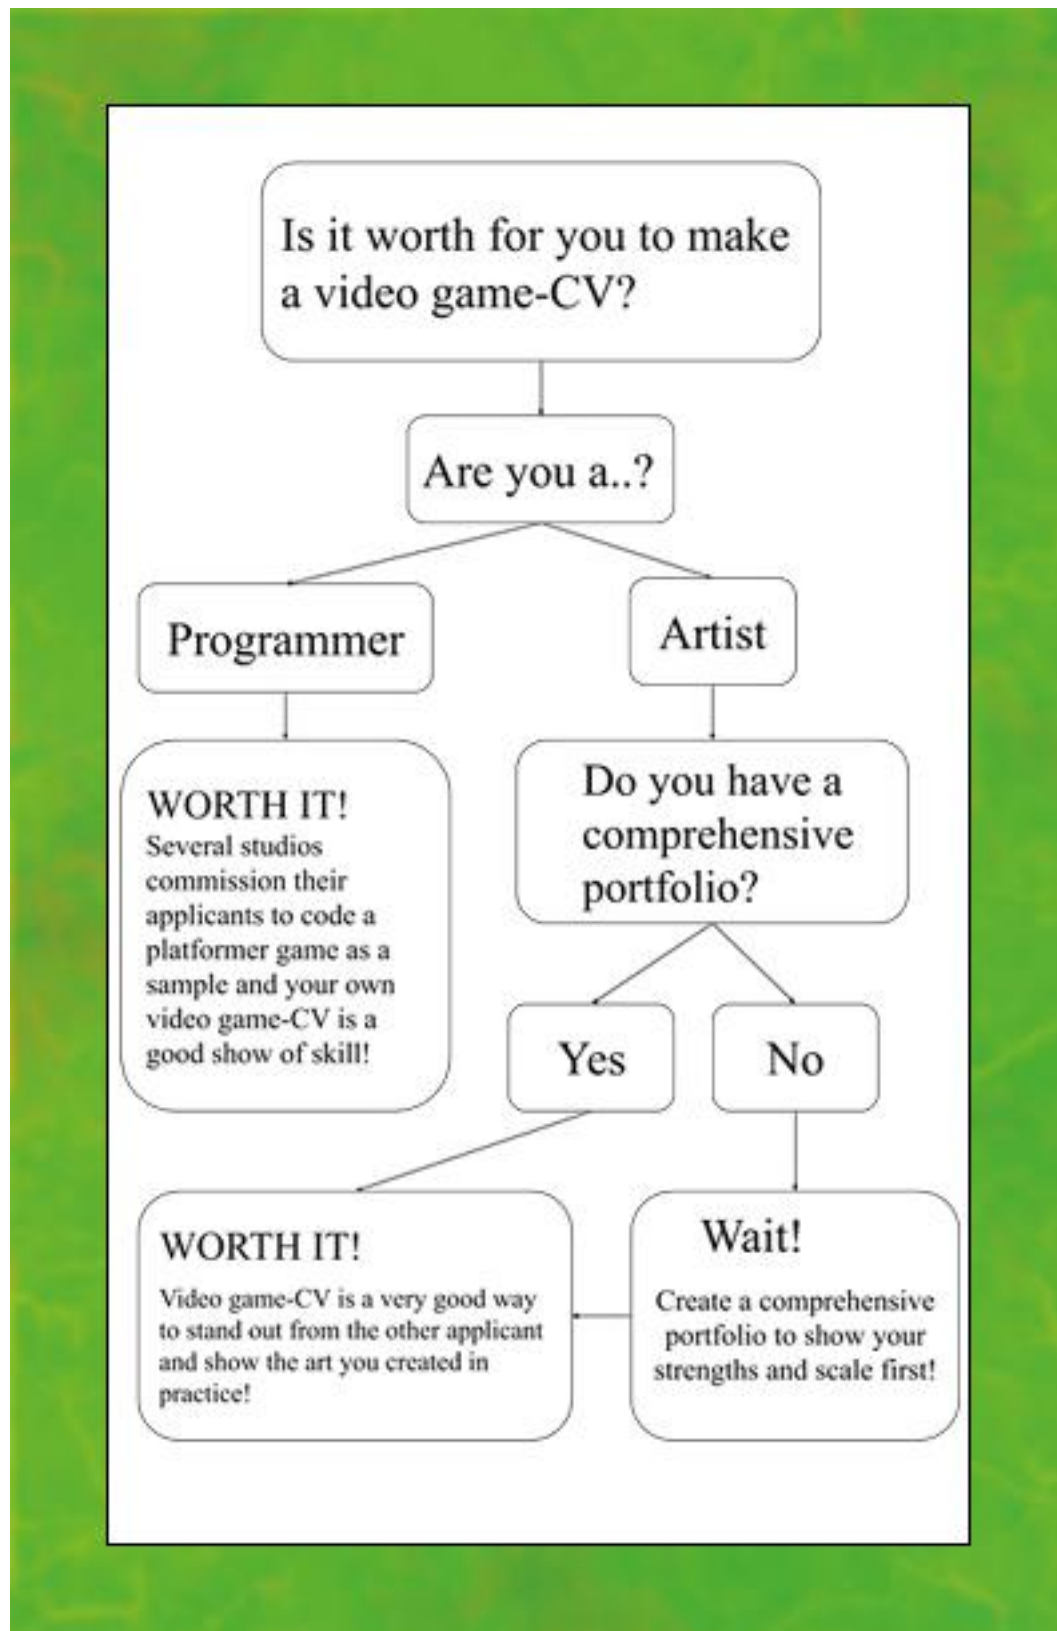 Is it worth for you to make
a video game-CV?
Are you a..?
Programmer
Artist
WORTH IT!
Several studios
commission their
applicants to code a
platformer game as a
sample and your own
video game-CV is a
good show of skill!
Do you have a
comprehensive
portfolio?
Yes
No
WORTH IT!
Video game-CV is a very good way
to stand out from the other applicant
and show the art you created in
practice!
Wait!
Create a comprehensive
portfolio to show your
strengths and scale first!